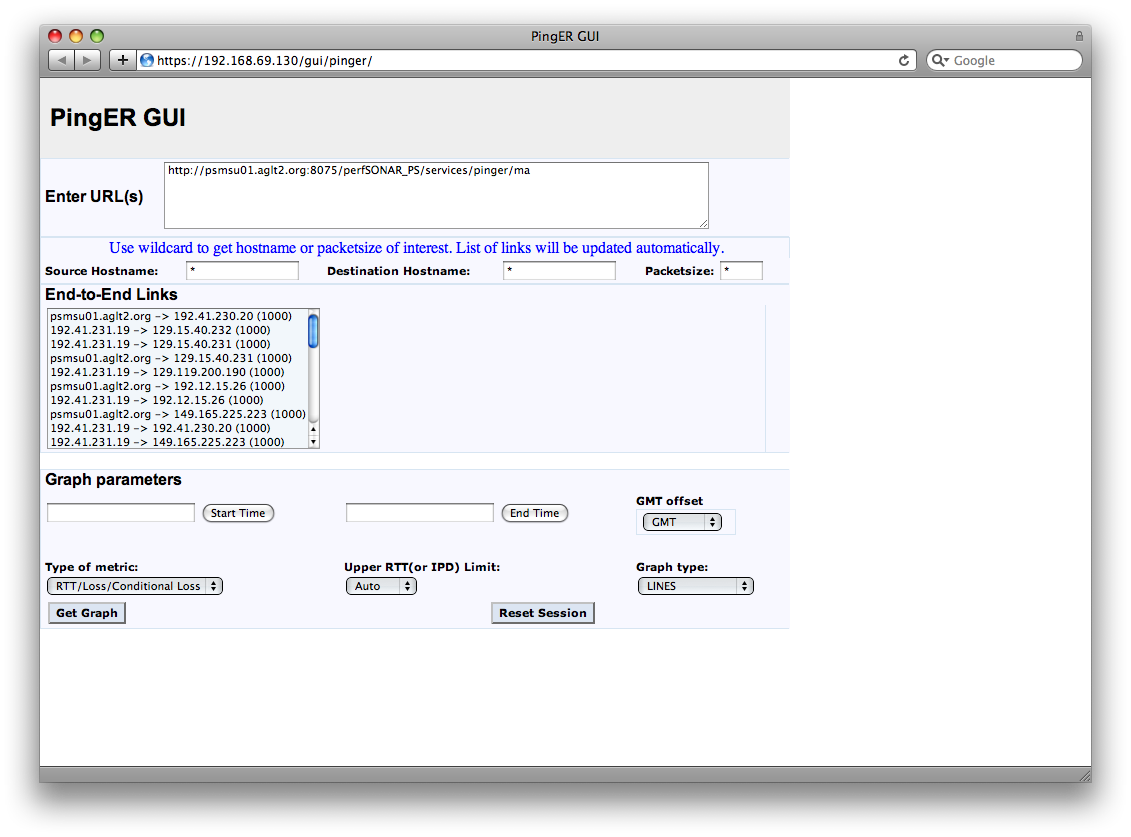 PingER GUI
https://192.168.69.130/gui/pinger/
Google
PingER GUI
Enter URL(s)
http://psmsu01.aglt2.org:8075/perfSONAR_PS/services/pinger/ma
Use wildcard to get hostname or packetsize of interest. List of links will be updated automatically.
Source Hostname: * Destination Hostname: * Packetsize: *
End-to-End Links
psmsu01.aglt2.org -> 192.41.230.20 (1000)
192.41.231.19 -> 129.15.40.232 (1000)
192.41.231.19 -> 129.15.40.231 (1000)
psmsu01.aglt2.org -> 129.15.40.231 (1000)
192.41.231.19 -> 129.119.200.190 (1000)
psmsu01.aglt2.org -> 192.12.15.26 (1000)
192.41.231.19 -> 192.12.15.26 (1000)
psmsu01.aglt2.org -> 149.165.225.223 (1000)
192.41.231.19 -> 192.41.230.20 (1000)
192.41.231.19 -> 149.165.225.223 (1000)
Graph parameters
Start Time End Time
GMT offset
GMT
Type of metric: Upper RTT(or IPD) Limit: Graph type:
RTT/Loss/Conditional Loss Auto LINES
Get Graph Reset Session